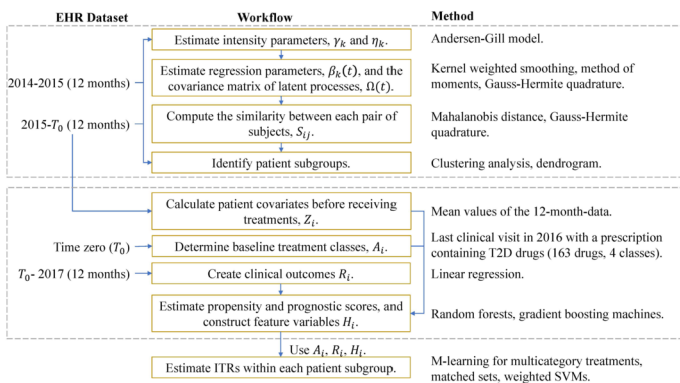 EHR Dataset
Workflow
Method
Estimate intensity parameters, γₖ and ηₖ.
Andersen-Gill model.
2014-2015 (12 months)
Estimate regression parameters, βₖ(t), and the
covariance matrix of latent processes, Ω(t).
Kernel weighted smoothing, method of
moments, Gauss-Hermite quadrature.
2015-T₀ (12 months)
Compute the similarity between each pair of
subjects, Sᵢⱼ.
Mahalanobis distance, Gauss-Hermite
quadrature.
Identify patient subgroups.
Clustering analysis, dendrogram.
Calculate patient covariates before receiving
treatments, Zᵢ.
Mean values of the 12-month-data.
Time zero (T₀)
Determine baseline treatment classes, Aᵢ.
Last clinical visit in 2016 with a prescription
containing T2D drugs (163 drugs, 4 classes).
T₀- 2017 (12 months)
Create clinical outcomes Rᵢ.
Linear regression.
Estimate propensity and prognostic scores, and
construct feature variables Hᵢ.
Random forests, gradient boosting machines.
Use Aᵢ, Rᵢ, Hᵢ.
Estimate ITRs within each patient subgroup.
M-learning for multicategory treatments,
matched sets, weighted SVMs.